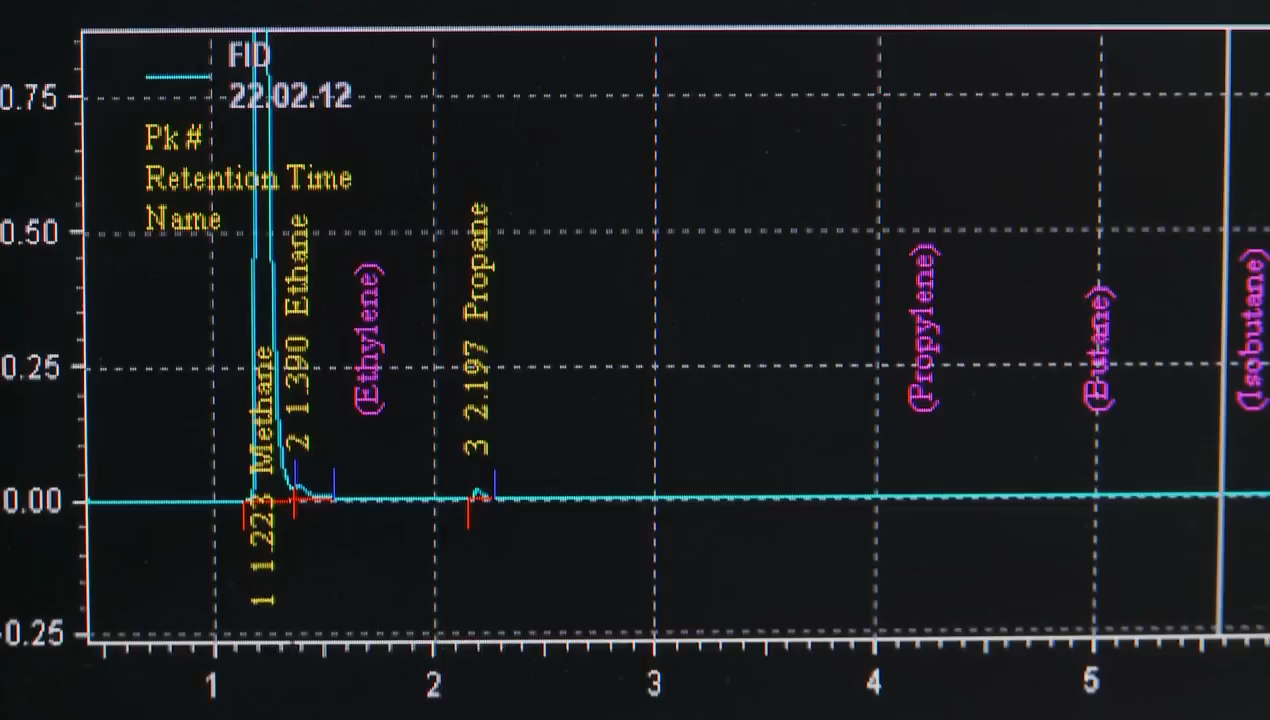 FID
22.02.12
Pk #
Retention Time
Name
0.75
0.50
0.25
0.00
-0.25
1 1.223 Methane
2 1.390 Ethane
(Ethylene)
3 2.197 Propane
(Propylene)
(Butane)
(Isobutane)
1
2
3
4
5